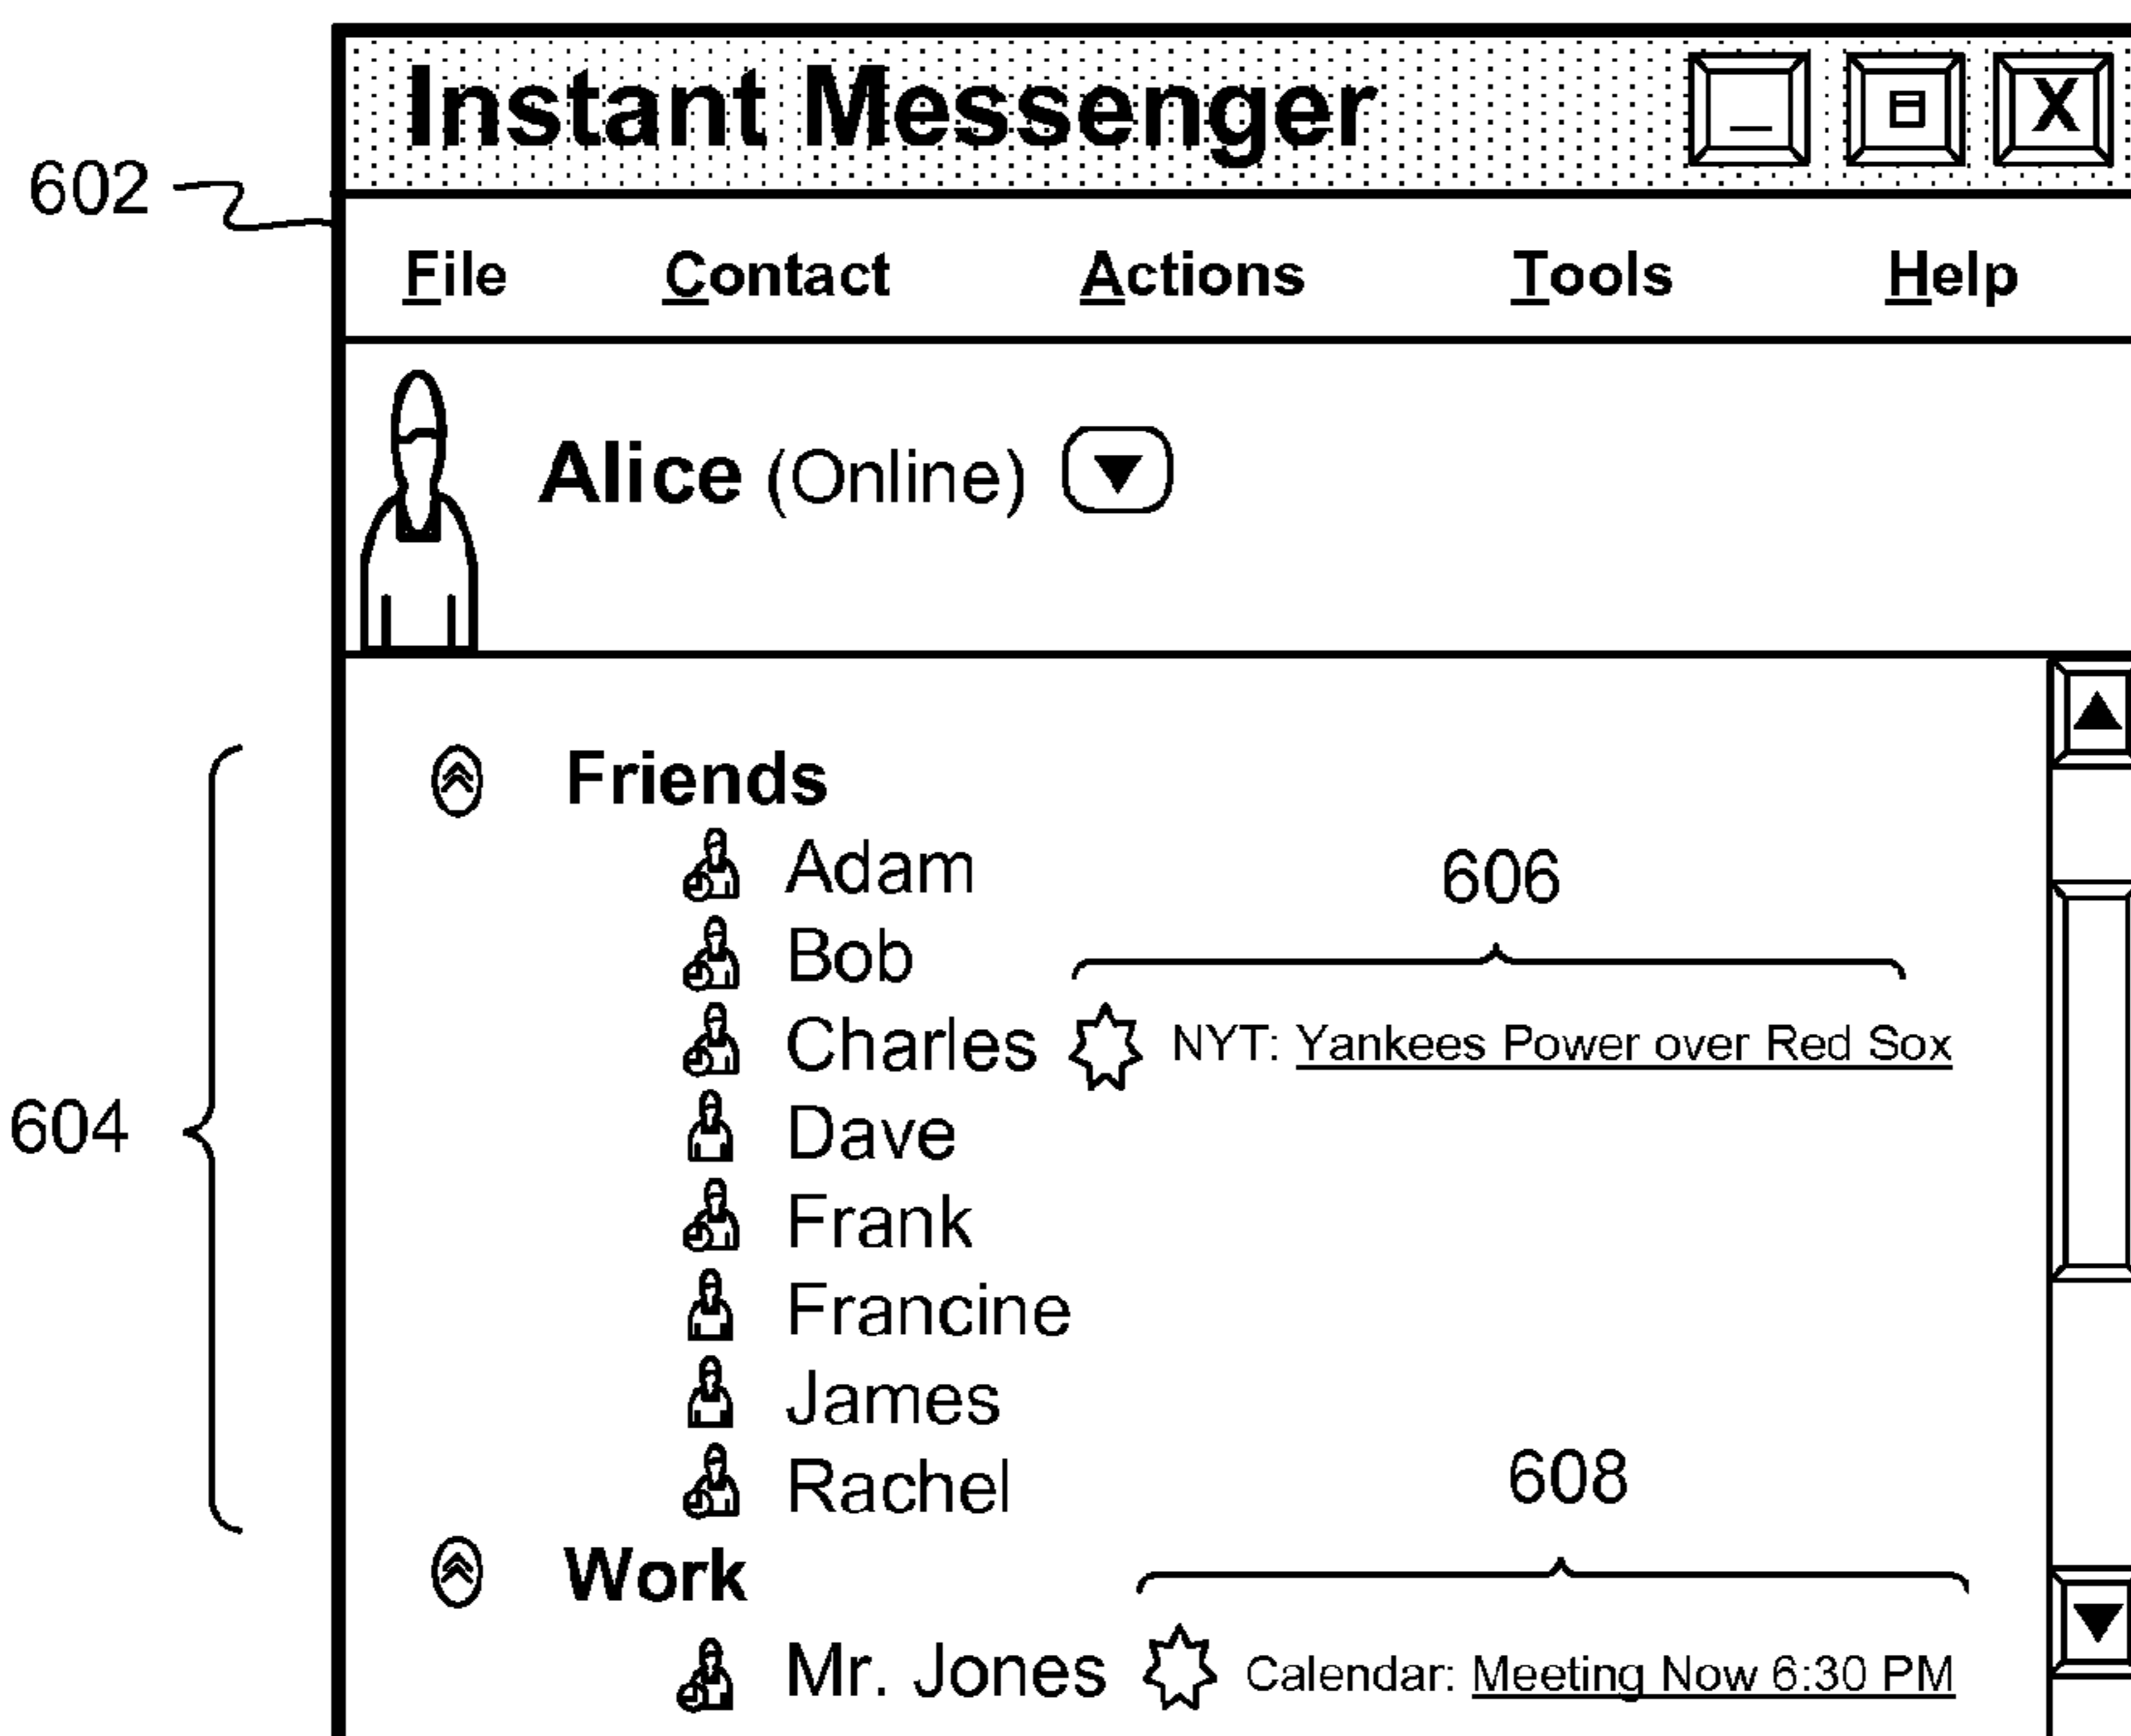 Instant Messenger X
602
File Contact Actions Tools Help
Alice (Online)
Friends
Adam
606
Bob
Charles NYT: Yankees Power over Red Sox
604
Dave
Frank
Francine
James
Rachel
608
Work
Mr. Jones Calendar: Meeting Now 6:30 PM